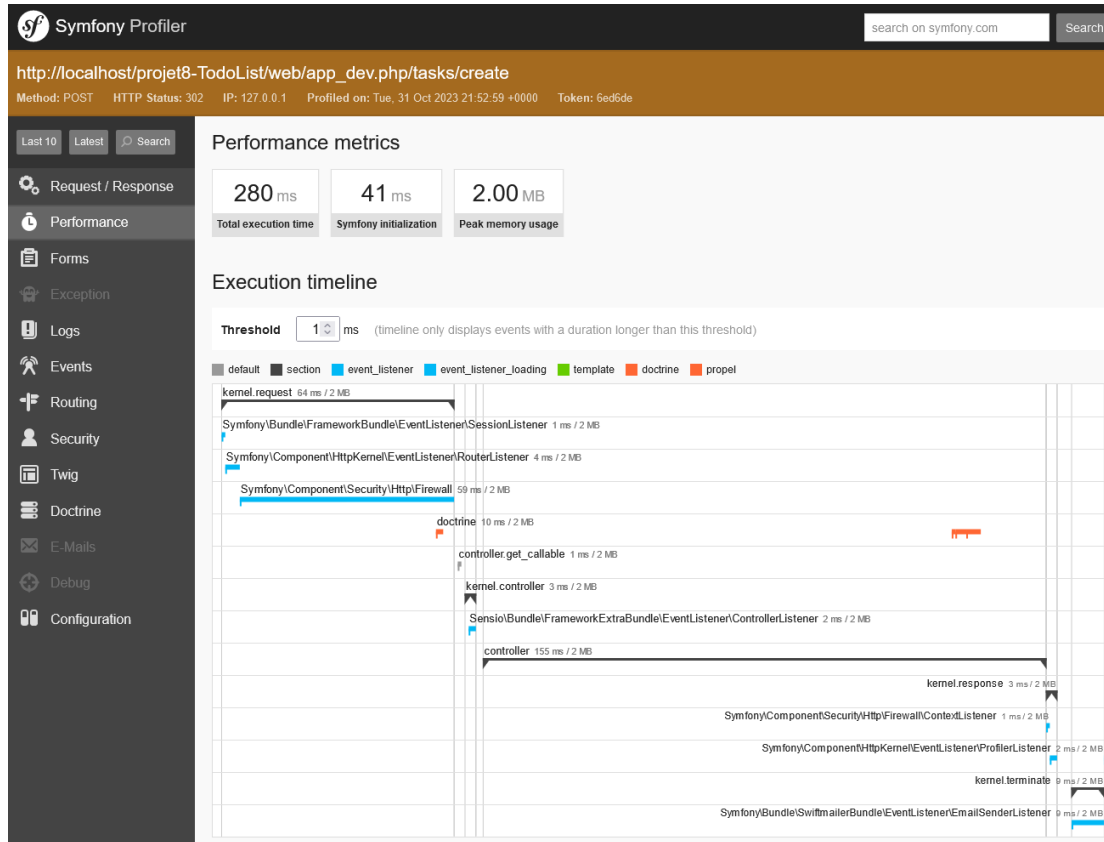 sf Symfony Profiler
search on symfony.com Search
http://localhost/projet8-TodoList/web/app_dev.php/tasks/create
Method: POST HTTP Status: 302 IP: 127.0.0.1 Profiled on: Tue, 31 Oct 2023 21:52:59 +0000 Token: 6ed6de
Last 10 Latest Search
Request / Response
Performance
Forms
Exception
Logs
Events
Routing
Security
Twig
Doctrine
E-Mails
Debug
Configuration
Performance metrics
280 ms 41 ms 2.00 MB
Total execution time Symfony initialization Peak memory usage
Execution timeline
Threshold 1 ms (timeline only displays events with a duration longer than this threshold)
default section event_listener event_listener_loading template doctrine propel
kernel.request 64 ms / 2 MB
Symfony\Bundle\FrameworkBundle\EventListener\SessionListener 1 ms / 2 MB
Symfony\Component\HttpKernel\EventListener\RouterListener 4 ms / 2 MB
Symfony\Component\Security\Http\Firewall 59 ms / 2 MB
doctrine 10 ms / 2 MB
controller.get_callable 1 ms / 2 MB
kernel.controller 3 ms / 2 MB
Sensio\Bundle\FrameworkExtraBundle\EventListener\ControllerListener 2 ms / 2 MB
controller 155 ms / 2 MB
kernel.response 3 ms / 2 MB
Symfony\Component\Security\Http\Firewall\ContextListener 1 ms / 2 MB
Symfony\Component\HttpKernel\EventListener\ProfilerListener 2 ms / 2 MB
kernel.terminate 9 ms / 2 MB
Symfony\Bundle\SwiftmailerBundle\EventListener\EmailSenderListener 9 ms / 2 MB